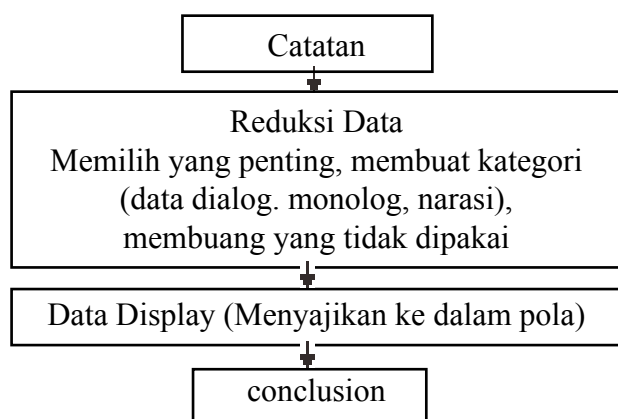 Catatan
Reduksi Data
Memilih yang penting, membuat kategori
(data dialog. monolog, narasi),
membuang yang tidak dipakai
Data Display (Menyajikan ke dalam pola)
conclusion